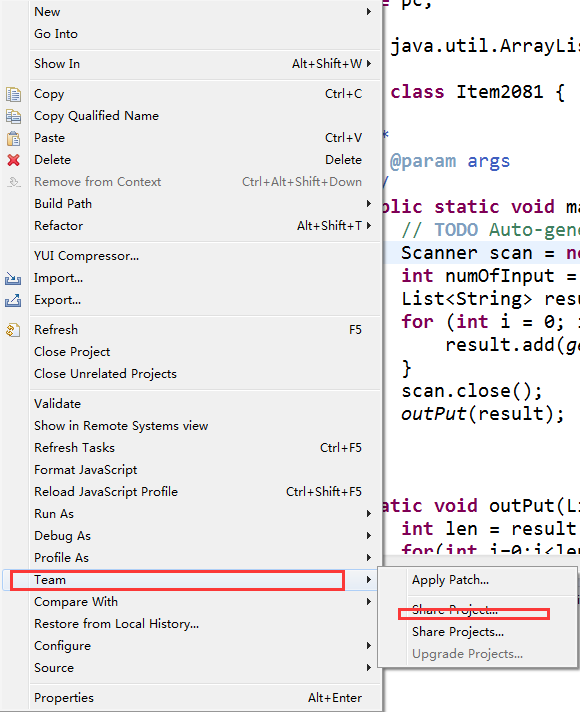 New
Go Into
Show In Alt+Shift+W
Copy Ctrl+C
Copy Qualified Name
Paste Ctrl+V
Delete Delete
Remove from Context Ctrl+Alt+Shift+Down
Build Path
Refactor Alt+Shift+T
YUI Compressor...
Import...
Export...
Refresh F5
Close Project
Close Unrelated Projects
Validate
Show in Remote Systems view
Refresh Tasks Ctrl+F5
Format JavaScript
Reload JavaScript Profile Ctrl+Shift+F5
Run As
Debug As
Profile As
Team
Compare With
Restore from Local History...
Configure
Source
Properties Alt+Enter
Apply Patch...
Share Project...
Share Projects...
Upgrade Projects...
pc;
java.util.ArrayLis
class Item2081 {
*
@param args
/
blic static void ma
// TODO Auto-gene
Scanner scan = ne
int numOfInput =
List<String> resu
for (int i = 0; i
result.add(ge
}
scan.close();
outPut(result);
atic void outPut(Li
int len = result
for(int i=0;i<len